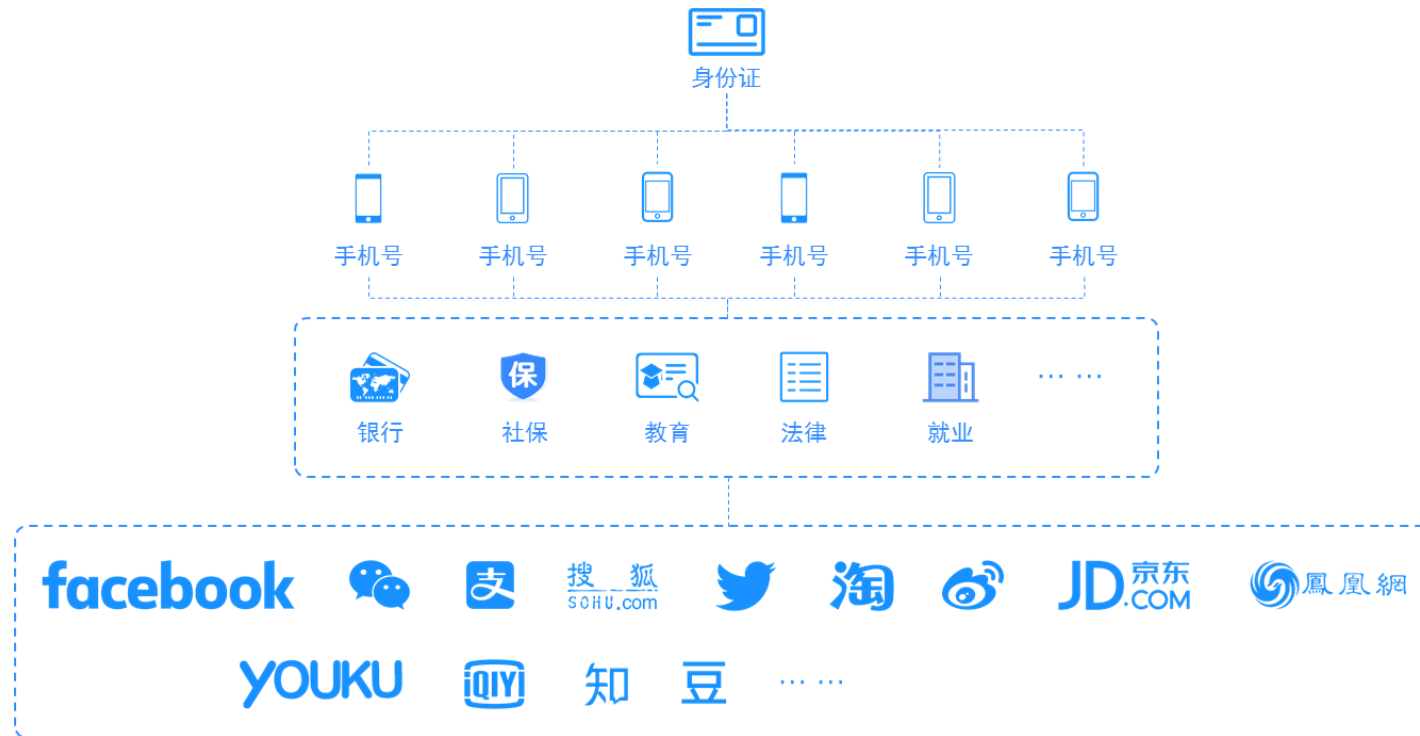 身份证
手机号 手机号 手机号 手机号 手机号 手机号
保
银行 社保 教育 法律 就业 …… 
facebook 支 搜狐 SOHU.com 淘 JD.COM 京东 鳳凰網
YOUKU iQIYI 知 豆 ……